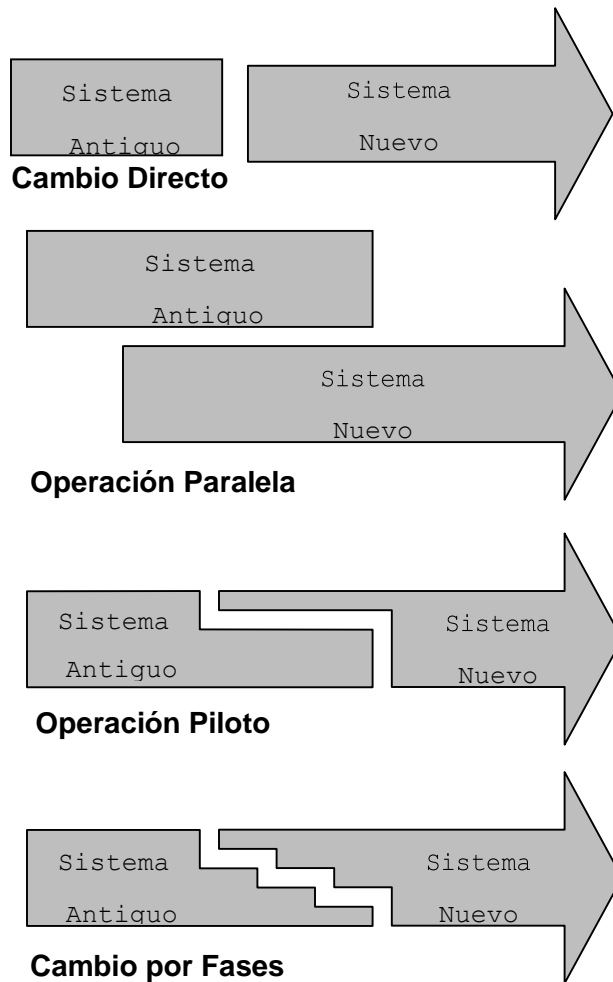 Sistema
Antiguo
Sistema
Nuevo
Cambio Directo
Sistema
Antiguo
Sistema
Nuevo
Operación Paralela
Sistema
Antiguo
Sistema
Nuevo
Operación Piloto
Sistema
Antiguo
Sistema
Nuevo
Cambio por Fases